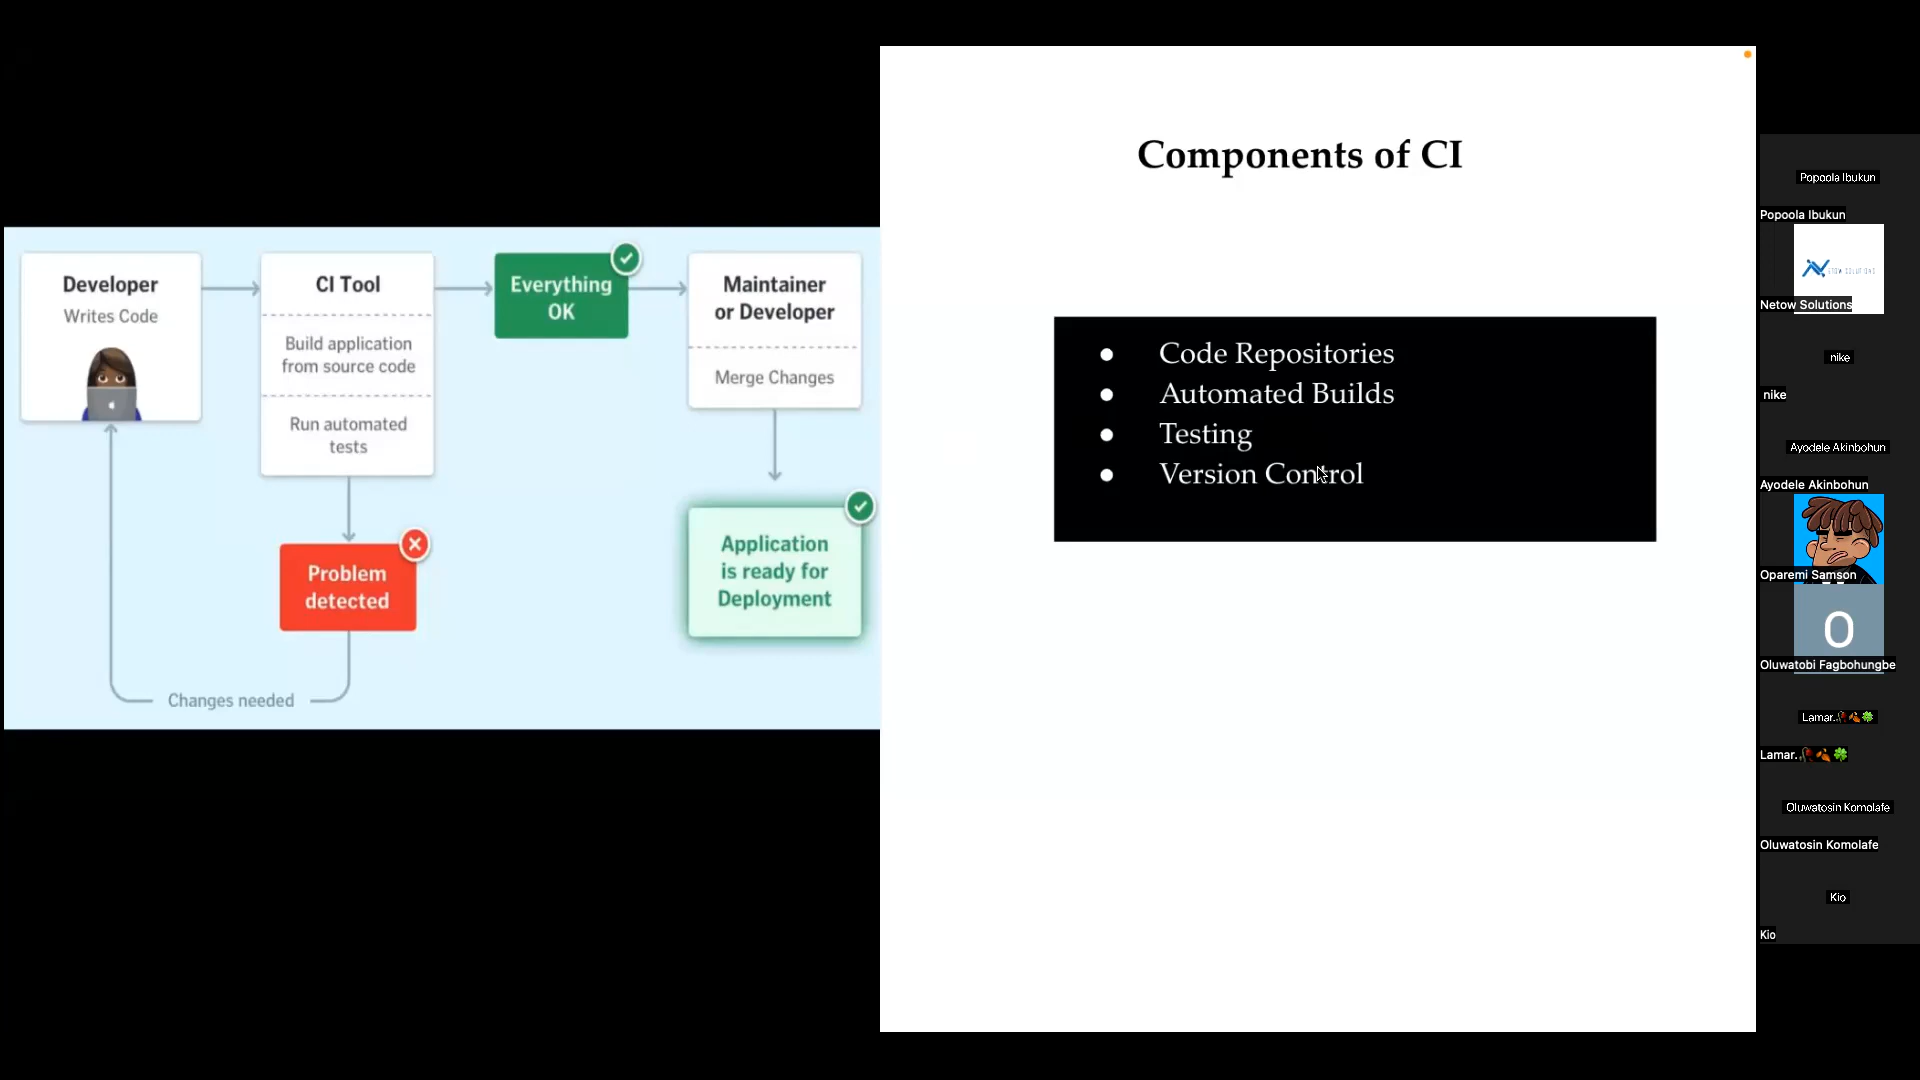 Developer
Writes Code
CI Tool
Build application
from source code
Run automated
tests
Everything
OK
Maintainer
or Developer
Merge Changes
Problem
detected
Changes needed
Application
is ready for
Deployment
Components of CI
● Code Repositories
● Automated Builds
● Testing
● Version Control
Popoola Ibukun
Popoola Ibukun
Netow Solutions
nike
nike
Ayodele Akinbohun
Ayodele Akinbohun
Oparemi Samson
O
Oluwatobi Fagbohungbe
Lamar..🥀🍂🍀
Lamar..🥀🍂🍀
Oluwatosin Komolafe
Oluwatosin Komolafe
Kio
Kio